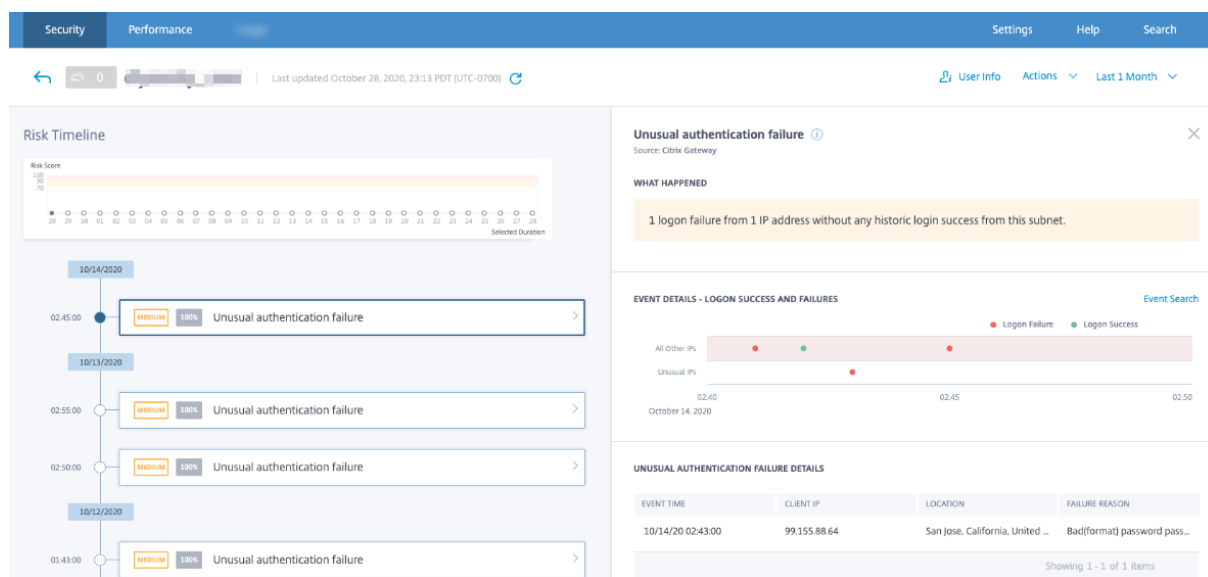 Security Performance Settings Help Search
0 Last updated October 28, 2020, 23:13 PDT (UTC-0700) User Info Actions Last 1 Month
Risk Timeline
Risk Score
100
90
70
28 29 30 01 02 03 04 05 06 07 08 09 10 11 12 13 14 15 16 17 18 19 20 21 22 23 24 25 26 27 28
Selected Duration
10/14/2020
02:45:00 MEDIUM 100% Unusual authentication failure
10/13/2020
02:55:00 MEDIUM 100% Unusual authentication failure
02:50:00 MEDIUM 100% Unusual authentication failure
10/12/2020
01:43:00 MEDIUM 100% Unusual authentication failure
Unusual authentication failure
Source: Citrix Gateway
WHAT HAPPENED
1 logon failure from 1 IP address without any historic login success from this subnet.
EVENT DETAILS - LOGON SUCCESS AND FAILURES Event Search
Logon Failure Logon Success
All Other IPs
Unusual IPs
02:40 02:45 02:50
October 14, 2020
UNUSUAL AUTHENTICATION FAILURE DETAILS
EVENT TIME CLIENT IP LOCATION FAILURE REASON
10/14/20 02:43:00 99.155.88.64 San Jose, California, United ... Bad(format) password pass...
Showing 1 - 1 of 1 items